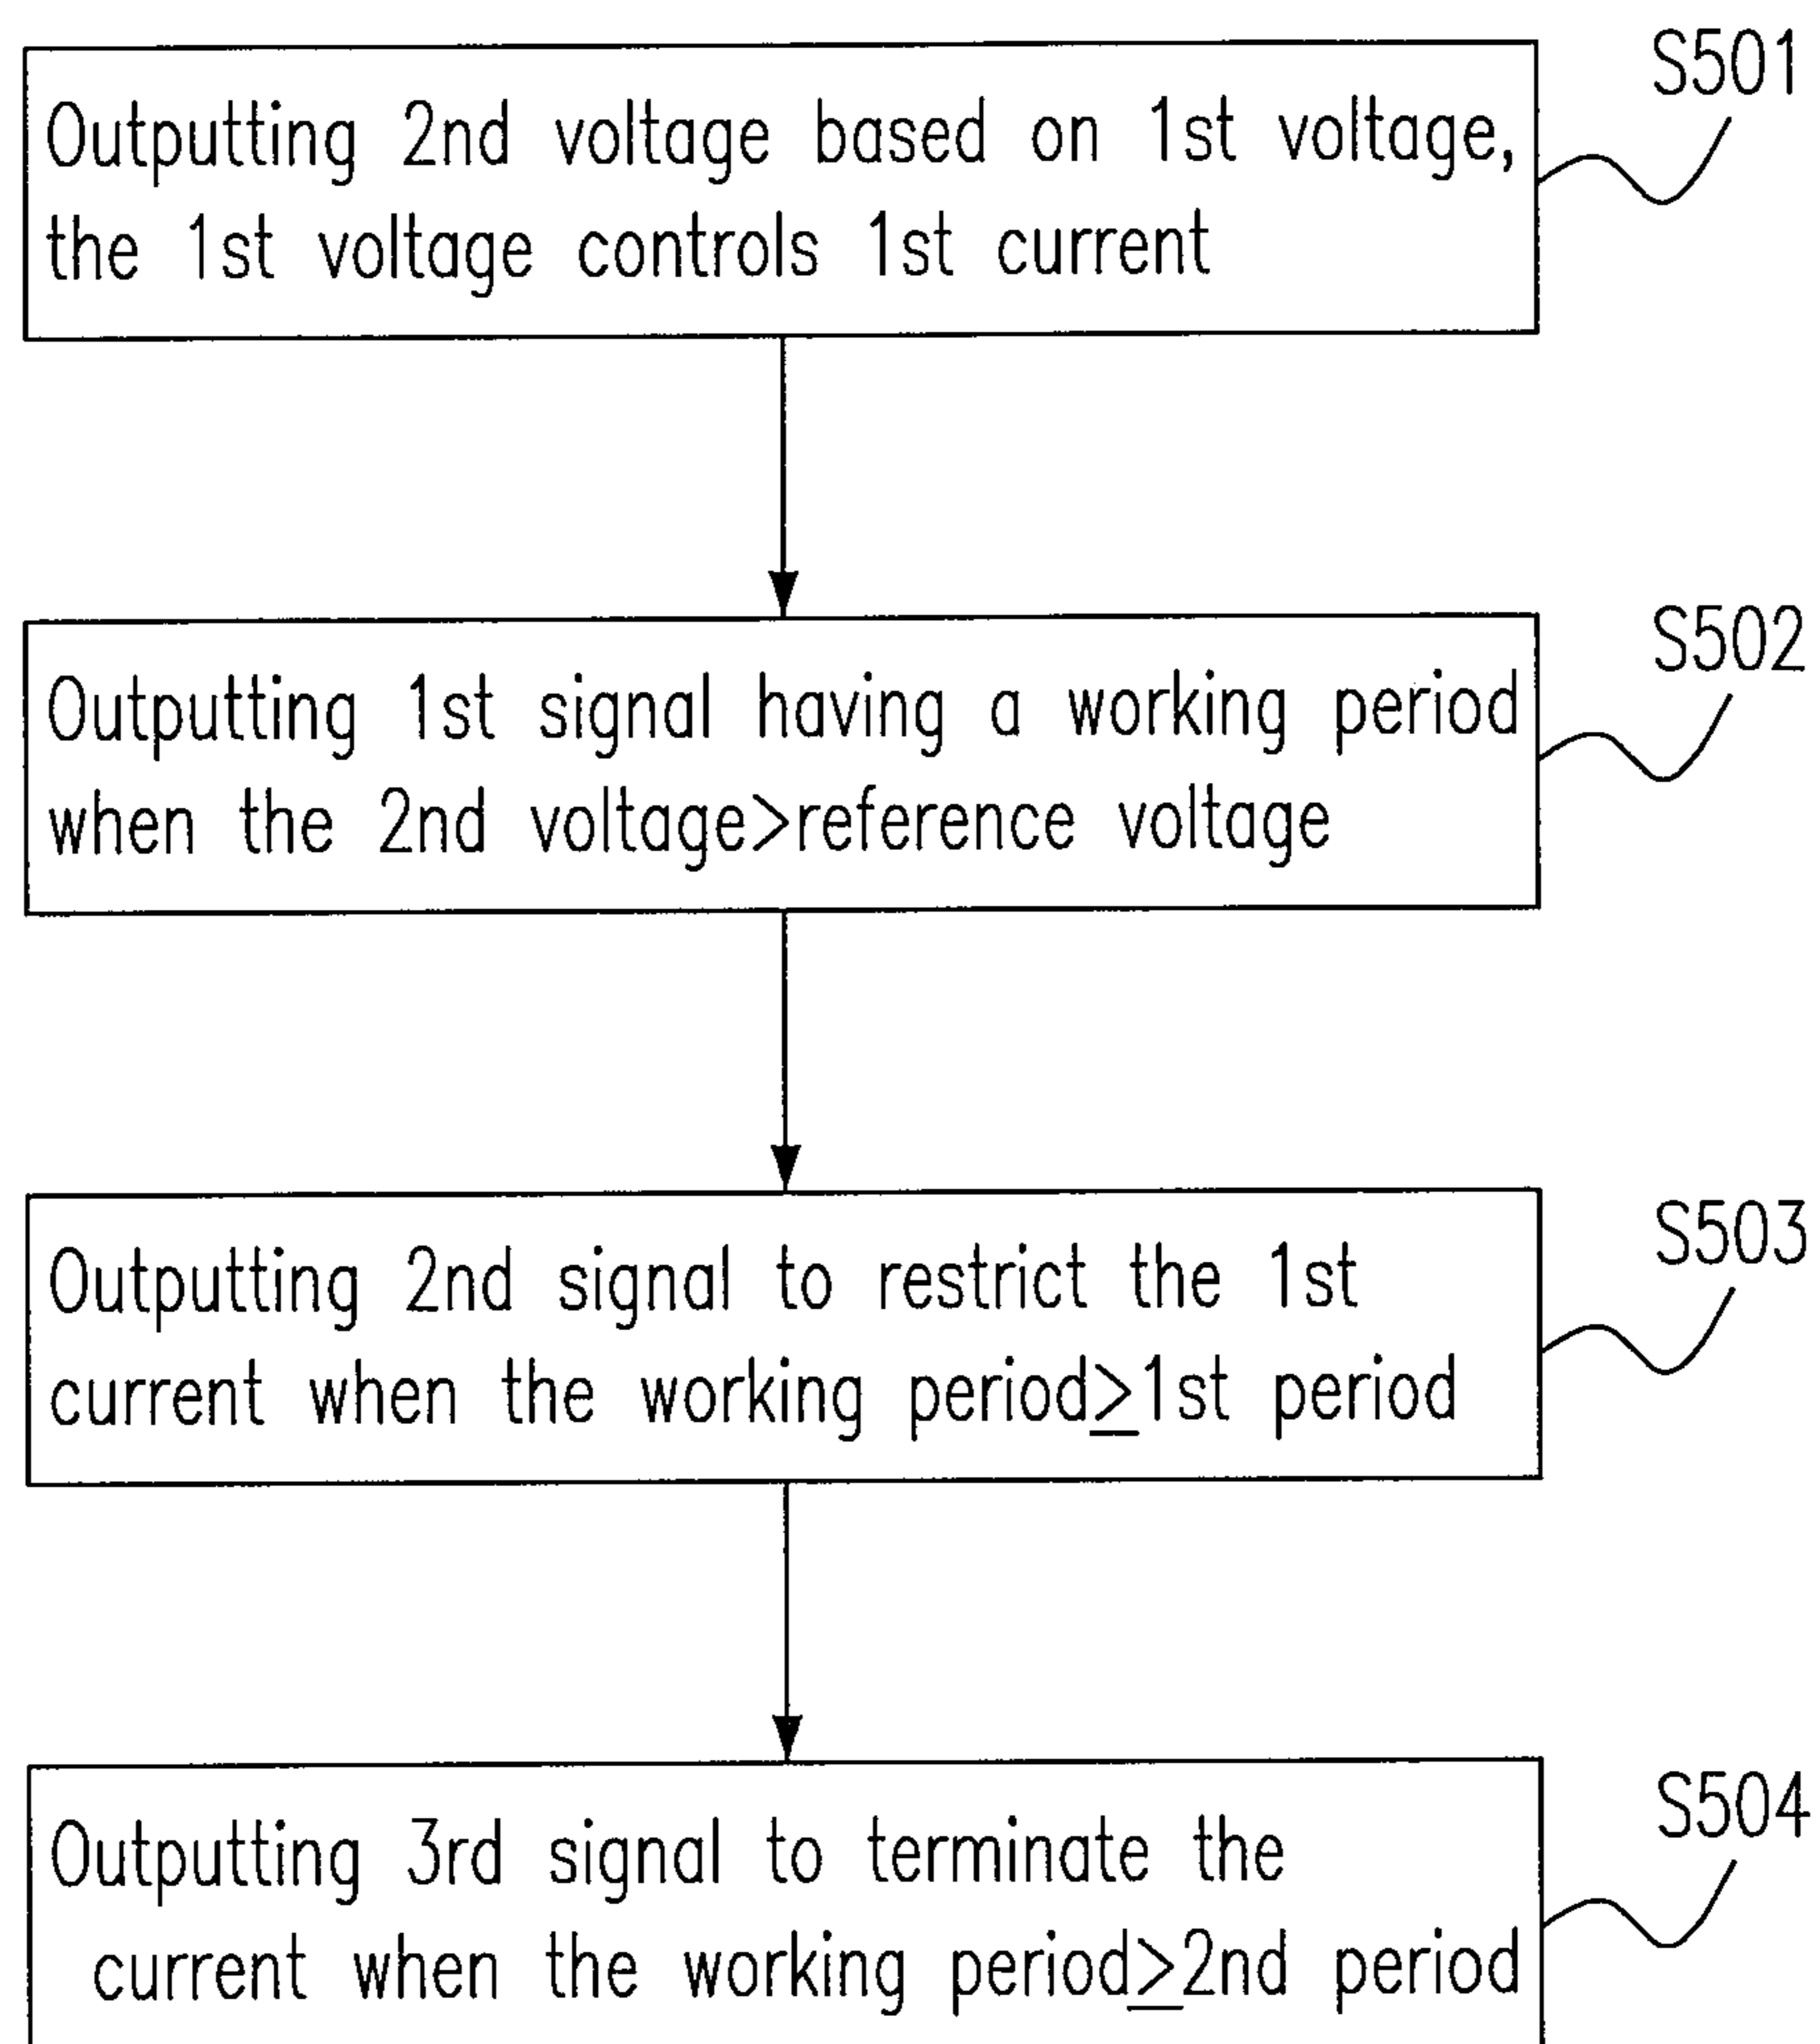 S501
Outputting 2nd voltage based on 1st voltage,
the 1st voltage controls 1st current
S502
Outputting 1st signal having a working period
when the 2nd voltage>reference voltage
S503
Outputting 2nd signal to restrict the 1st
current when the working period≥1st period
S504
Outputting 3rd signal to terminate the
current when the working period≥2nd period